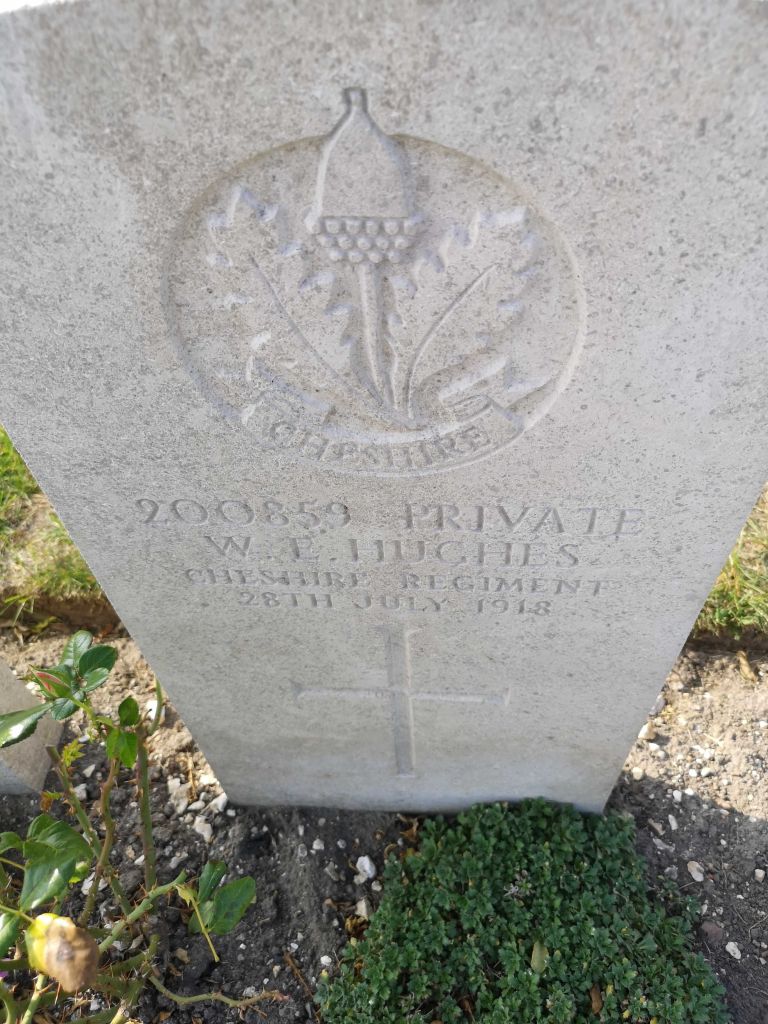 CHESHIRE
200859 PRIVATE
W. E. HUGHES
CHESHIRE REGIMENT
28TH JULY 1918